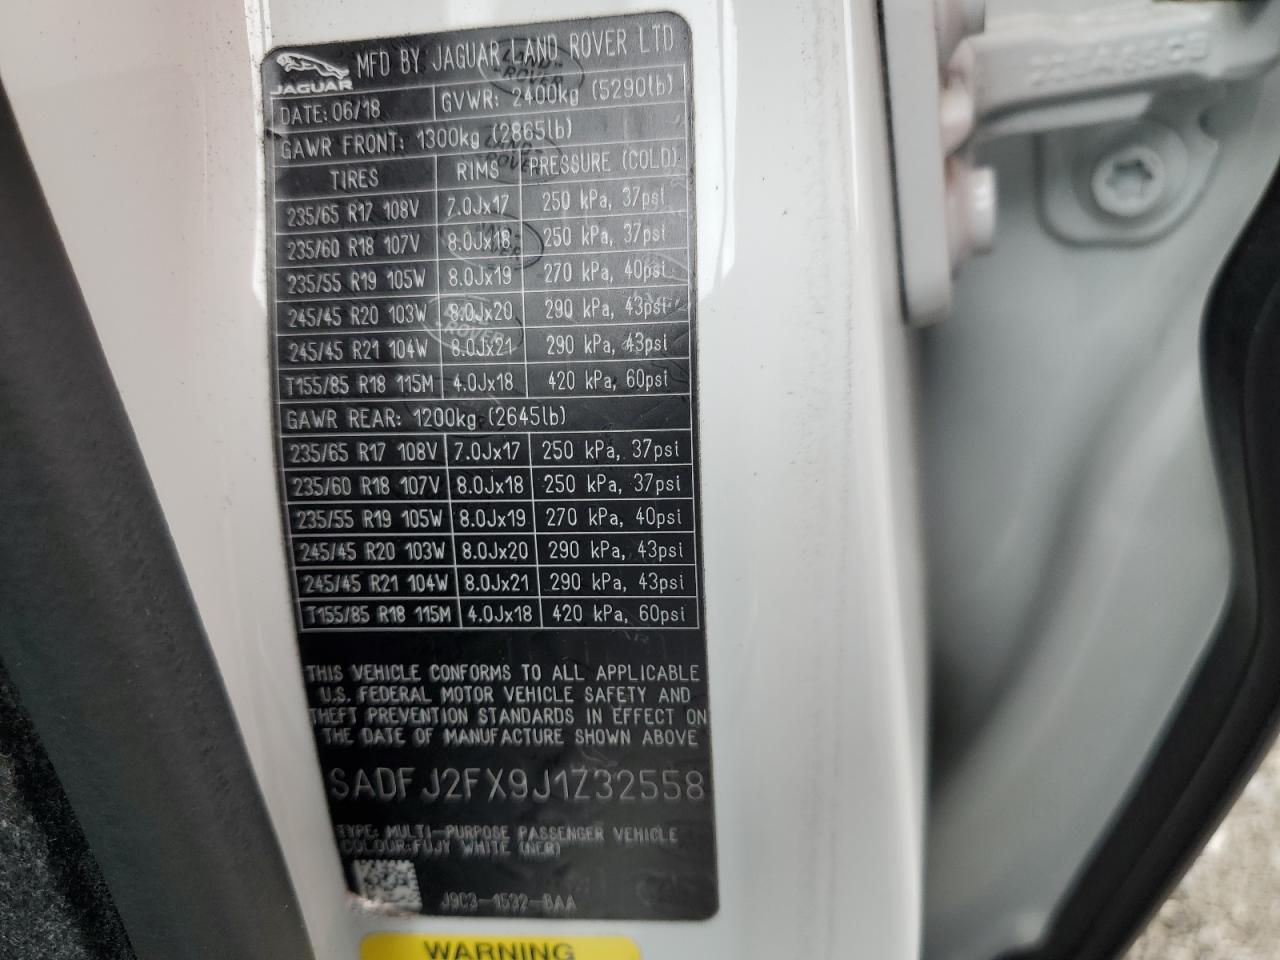 JAGUAR MFD BY JAGUAR LAND ROVER LTD
DATE: 06/18 GVWR: 2400kg (5290lb)
GAWR FRONT: 1300kg (2865lb)
TIRES RIMS PRESSURE (COLD)
235/65 R17 108V 7.0Jx17 250 kPa, 37psi
235/60 R18 107V 8.0Jx18 250 kPa, 37psi
235/55 R19 105W 8.0Jx19 270 kPa, 40psi
245/45 R20 103W 8.0Jx20 290 kPa, 43psi
245/45 R21 104W 8.0Jx21 290 kPa, 43psi
T155/85 R18 115M 4.0Jx18 420 kPa, 60psi
GAWR REAR: 1200kg (2645lb)
235/65 R17 108V 7.0Jx17 250 kPa, 37psi
235/60 R18 107V 8.0Jx18 250 kPa, 37psi
235/55 R19 105W 8.0Jx19 270 kPa, 40psi
245/45 R20 103W 8.0Jx20 290 kPa, 43psi
245/45 R21 104W 8.0Jx21 290 kPa, 43psi
T155/85 R18 115M 4.0Jx18 420 kPa, 60psi
THIS VEHICLE CONFORMS TO ALL APPLICABLE
U.S. FEDERAL MOTOR VEHICLE SAFETY AND
THEFT PREVENTION STANDARDS IN EFFECT ON
THE DATE OF MANUFACTURE SHOWN ABOVE
SADFJ2FX9J1Z32558
TYPE: MULTI-PURPOSE PASSENGER VEHICLE
COLOUR:FUJY WHITE (NER)
J9C3-1532-BAA
WARNING